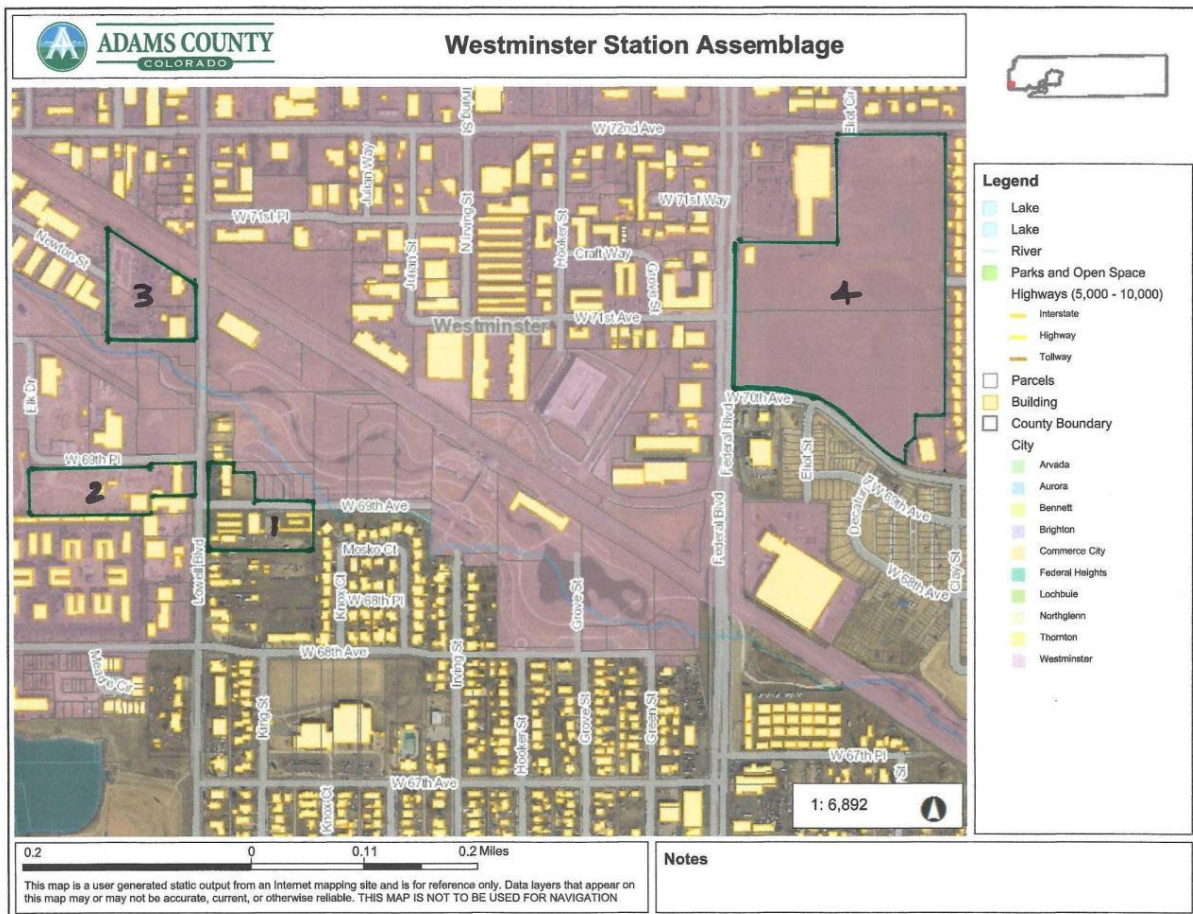 ADAMS COUNTY
COLORADO
Westminster Station Assemblage
W 72nd Ave
Eliot Cir
N Irving St
Julian Way
W 71st Pl
W 71st Way
Hooker St
Craft Way
Julian St
Grove St
Newton St
3
4
Westminster
W 71st Ave
Elk Dr
W 70th Ave
Federal Blvd
Eliot St
W 69th Pl
2
W 69th Ave
1
Decatur St
W 69th Ave
Lowell Blvd
Mosko Ct
Federal Blvd
W 68th Ave
Clay St
Knox Ct
W 68th Pl
Grove St
W 68th Ave
Irving St
Meade Cir
King St
Hooker St
Grove St
Green St
W 67th Pl
St
W 67th Ave
Knox Ct
1: 6,892
Legend
Lake
Lake
River
Parks and Open Space
Highways (5,000 - 10,000)
Interstate
Highway
Tollway
Parcels
Building
County Boundary
City
Arvada
Aurora
Bennett
Brighton
Commerce City
Federal Heights
Lochbuie
Northglenn
Thornton
Westminster
0.2 0 0.11 0.2 Miles
This map is a user generated static output from an Internet mapping site and is for reference only. Data layers that appear on
this map may or may not be accurate, current, or otherwise reliable. THIS MAP IS NOT TO BE USED FOR NAVIGATION
Notes